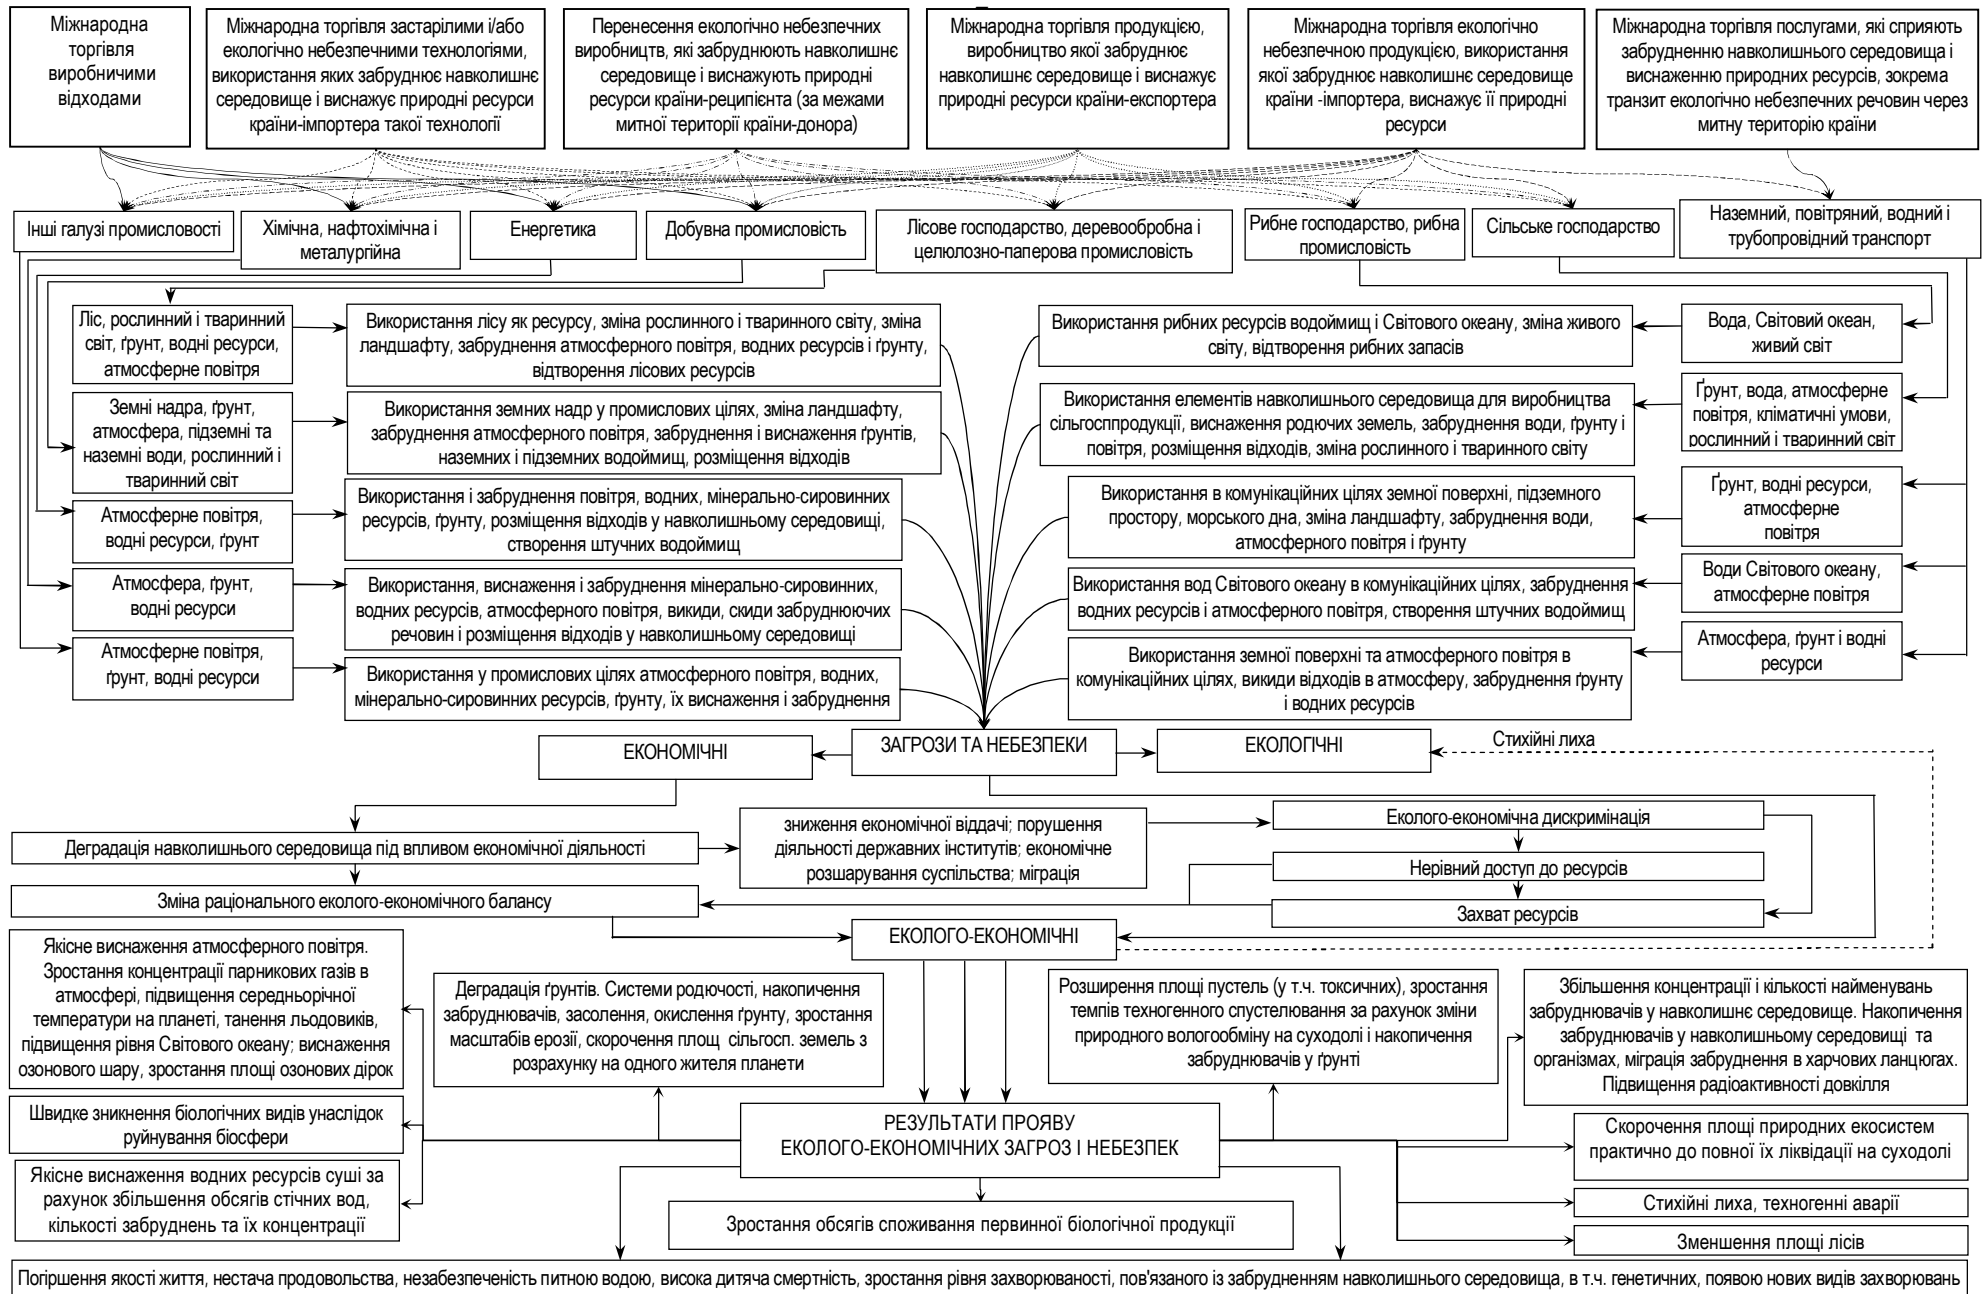 Міжнародна
торгівля
виробничими
відходами
Міжнародна торгівля застарілими і/або
екологічно небезпечними технологіями,
використання яких забруднює навколишнє
середовище і виснажує природні ресурси
країни-імпортера такої технології
Перенесення екологічно небезпечних
виробництв, які забруднюють навколишнє
середовище і виснажують природні
ресурси країни-реципієнта (за межами
митної території країни-донора)
Міжнародна торгівля продукцією,
виробництво якої забруднює
навколишнє середовище і виснажує
природні ресурси країни-експортера
Міжнародна торгівля екологічно
небезпечною продукцією, використання
якої забруднює навколишнє середовище
країни -імпортера, виснажує її природні
ресурси
Міжнародна торгівля послугами, які сприяють
забрудненню навколишнього середовища і
виснаженню природних ресурсів, зокрема
транзит екологічно небезпечних речовин через
митну територію країни
Інші галузі промисловості
Хімічна, нафтохімічна і
металургійна
Енергетика
Добувна промисловість
Лісове господарство, деревообробна і
целюлозно-паперова промисловість
Рибне господарство, рибна
промисловість
Сільське господарство
Наземний, повітряний, водний і
трубопровідний транспорт
Ліс, рослинний і тваринний
світ, ґрунт, водні ресурси,
атмосферне повітря
Використання лісу як ресурсу, зміна рослинного і тваринного світу, зміна
ландшафту, забруднення атмосферного повітря, водних ресурсів і ґрунту,
відтворення лісових ресурсів
Використання рибних ресурсів водоймищ і Світового океану, зміна живого
світу, відтворення рибних запасів
Вода, Світовий океан,
живий світ
Земні надра, ґрунт,
атмосфера, підземні та
наземні води, рослинний і
тваринний світ
Використання земних надр у промислових цілях, зміна ландшафту,
забруднення атмосферного повітря, забруднення і виснаження ґрунтів,
наземних і підземних водоймищ, розміщення відходів
Використання елементів навколишнього середовища для виробництва
сільгосппродукції, виснаження родючих земель, забруднення води, ґрунту і
повітря, розміщення відходів, зміна рослинного і тваринного світу
Ґрунт, вода, атмосферне
повітря, кліматичні умови,
рослинний і тваринний світ
Атмосферне повітря,
водні ресурси, ґрунт
Використання і забруднення повітря, водних, мінерально-сировинних
ресурсів, ґрунту, розміщення відходів у навколишньому середовищі,
створення штучних водоймищ
Використання в комунікаційних цілях земної поверхні, підземного
простору, морського дна, зміна ландшафту, забруднення води,
атмосферного повітря і ґрунту
Ґрунт, водні ресурси,
атмосферне
повітря
Атмосфера, ґрунт,
водні ресурси
Використання, виснаження і забруднення мінерально-сировинних,
водних ресурсів, атмосферного повітря, викиди, скиди забруднюючих
речовин і розміщення відходів у навколишньому середовищі
Використання вод Світового океану в комунікаційних цілях, забруднення
водних ресурсів і атмосферного повітря, створення штучних водоймищ
Води Світового океану,
атмосферне повітря
Атмосферне повітря,
ґрунт, водні ресурси
Використання у промислових цілях атмосферного повітря, водних,
мінерально-сировинних ресурсів, ґрунту, їх виснаження і забруднення
Використання земної поверхні та атмосферного повітря в
комунікаційних цілях, викиди відходів в атмосферу, забруднення ґрунту
і водних ресурсів
Атмосфера, ґрунт і водні
ресурси
ЕКОНОМІЧНІ
ЗАГРОЗИ ТА НЕБЕЗПЕКИ
ЕКОЛОГІЧНІ
Стихійні лиха
Деградація навколишнього середовища під впливом економічної діяльності
зниження економічної віддачі; порушення
діяльності державних інститутів; економічне
розшарування суспільства; міграція
Еколого-економічна дискримінація
Нерівний доступ до ресурсів
Захват ресурсів
Зміна раціонального еколого-економічного балансу
ЕКОЛОГО-ЕКОНОМІЧНІ
Якісне виснаження атмосферного повітря.
Зростання концентрації парникових газів в
атмосфері, підвищення середньорічної
температури на планеті, танення льодовиків,
підвищення рівня Світового океану; виснаження
озонового шару, зростання площі озонових дірок
Деградація ґрунтів. Системи родючості, накопичення
забруднювачів, засолення, окислення ґрунту, зростання
масштабів ерозії, скорочення площ сільгосп. земель з
розрахунку на одного жителя планети
Розширення площі пустель (у т.ч. токсичних), зростання
темпів техногенного спустелювання за рахунок зміни
природного вологообміну на суходолі і накопичення
забруднювачів у ґрунті
Збільшення концентрації і кількості найменувань
забруднювачів у навколишнє середовище. Накопичення
забруднювачів у навколишньому середовищі та
організмах, міграція забруднення в харчових ланцюгах.
Підвищення радіоактивності довкілля
Швидке зникнення біологічних видів унаслідок
руйнування біосфери
РЕЗУЛЬТАТИ ПРОЯВУ
ЕКОЛОГО-ЕКОНОМІЧНИХ ЗАГРОЗ І НЕБЕЗПЕК
Скорочення площі природних екосистем
практично до повної їх ліквідації на суходолі
Якісне виснаження водних ресурсів суші за
рахунок збільшення обсягів стічних вод,
кількості забруднень та їх концентрації
Зростання обсягів споживання первинної біологічної продукції
Стихійні лиха, техногенні аварії
Зменшення площі лісів
Погіршення якості життя, нестача продовольства, незабезпеченість питною водою, висока дитяча смертність, зростання рівня захворюваності, пов'язаного із забрудненням навколишнього середовища, в т.ч. генетичних, появою нових видів захворювань